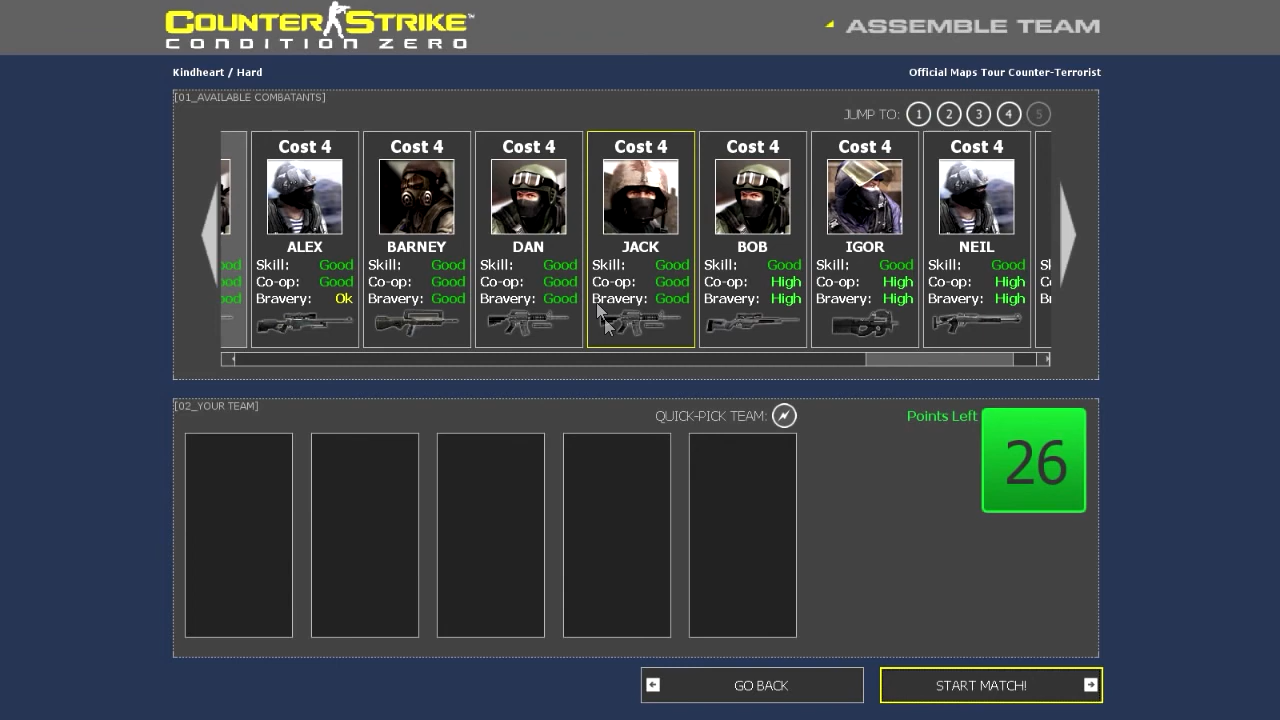 COUNTER STRIKE™
CONDITION ZERO
ASSEMBLE TEAM
Kindheart / Hard
Official Maps Tour Counter-Terrorist
[01_AVAILABLE COMBATANTS]
JUMP TO: 1 2 3 4 5
Cost 4 Cost 4 Cost 4 Cost 4 Cost 4 Cost 4 Cost 4
ALEX BARNEY DAN JACK BOB IGOR NEIL
Skill: Good Skill: Good Skill: Good Skill: Good Skill: Good Skill: Good Skill: Good
Co-op: Good Co-op: Good Co-op: Good Co-op: Good Co-op: High Co-op: High Co-op: High
Bravery: Ok Bravery: Good Bravery: Good Bravery: Good Bravery: High Bravery: High Bravery: High
[02_YOUR TEAM]
QUICK-PICK TEAM:
Points Left
26
GO BACK
START MATCH!